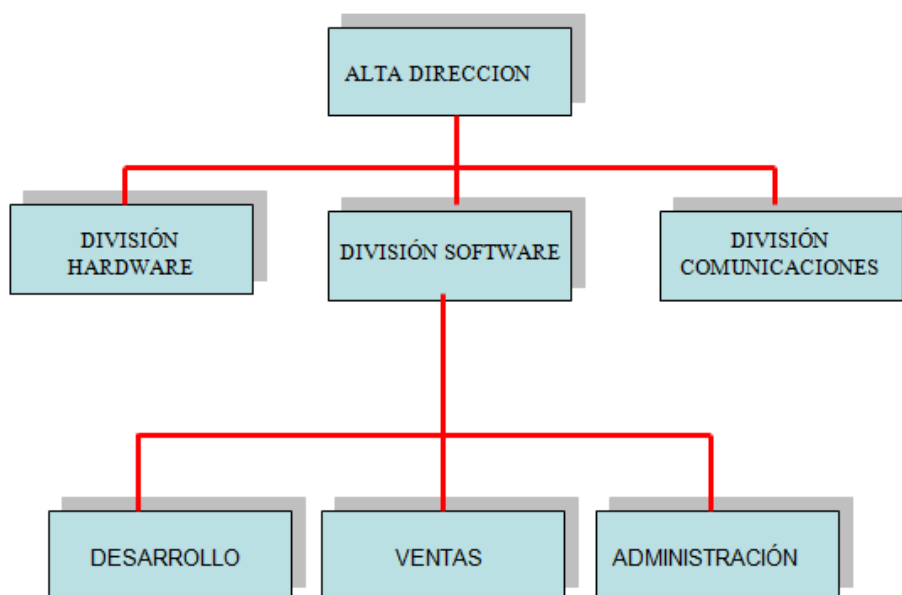 ALTA DIRECCION
DIVISIÓN
HARDWARE
DIVISIÓN SOFTWARE
DIVISIÓN
COMUNICACIONES
DESARROLLO
VENTAS
ADMINISTRACIÓN